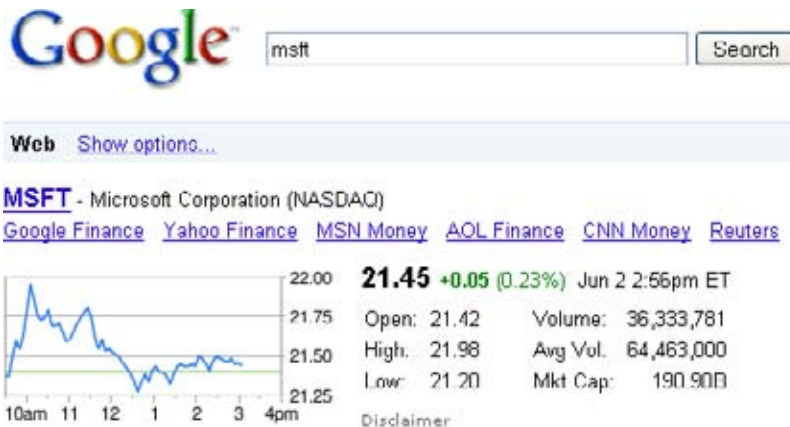 Google msft Search
Web Show options...
MSFT - Microsoft Corporation (NASDAQ)
Google Finance Yahoo Finance MSN Money AOL Finance CNN Money Reuters
22.00
21.75
21.50
21.25
10am 11 12 1 2 3 4pm
21.45 +0.05 (0.23%) Jun 2 2:56pm ET
Open: 21.42 Volume: 36,333,781
High: 21.98 Avg Vol: 64,463,000
Low: 21.20 Mkt Cap: 190.90B
Disclaimer